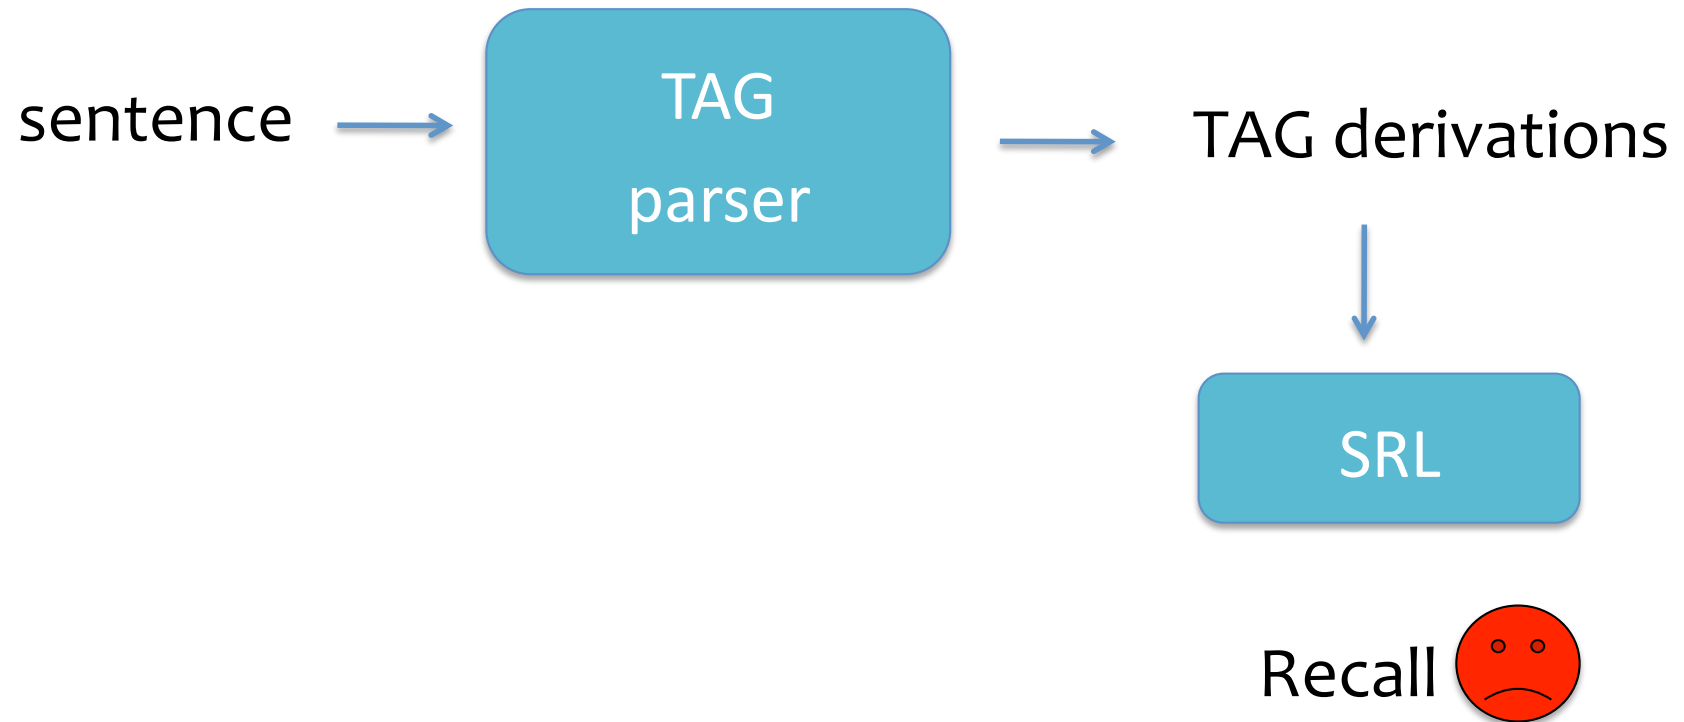 sentence
TAG
parser
TAG derivations
SRL
Recall